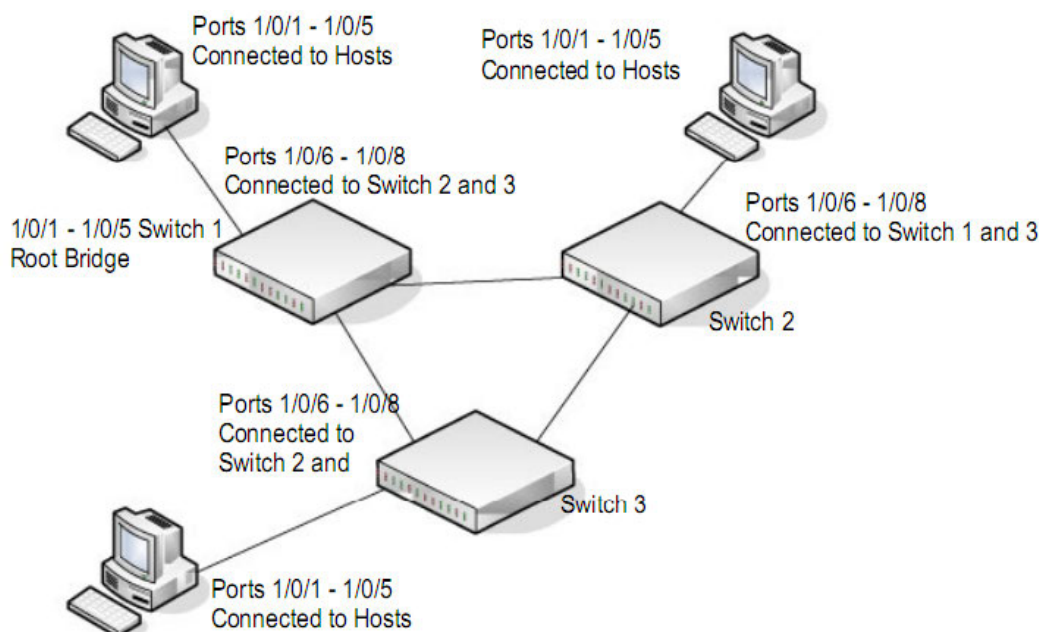 Ports 1/0/1 - 1/0/5
Connected to Hosts
Ports 1/0/1 - 1/0/5
Connected to Hosts
Ports 1/0/6 - 1/0/8
Connected to Switch 2 and 3
1/0/1 - 1/0/5 Switch 1
Root Bridge
Ports 1/0/6 - 1/0/8
Connected to Switch 1 and 3
Switch 2
Ports 1/0/6 - 1/0/8
Connected to
Switch 2 and
Switch 3
Ports 1/0/1 - 1/0/5
Connected to Hosts